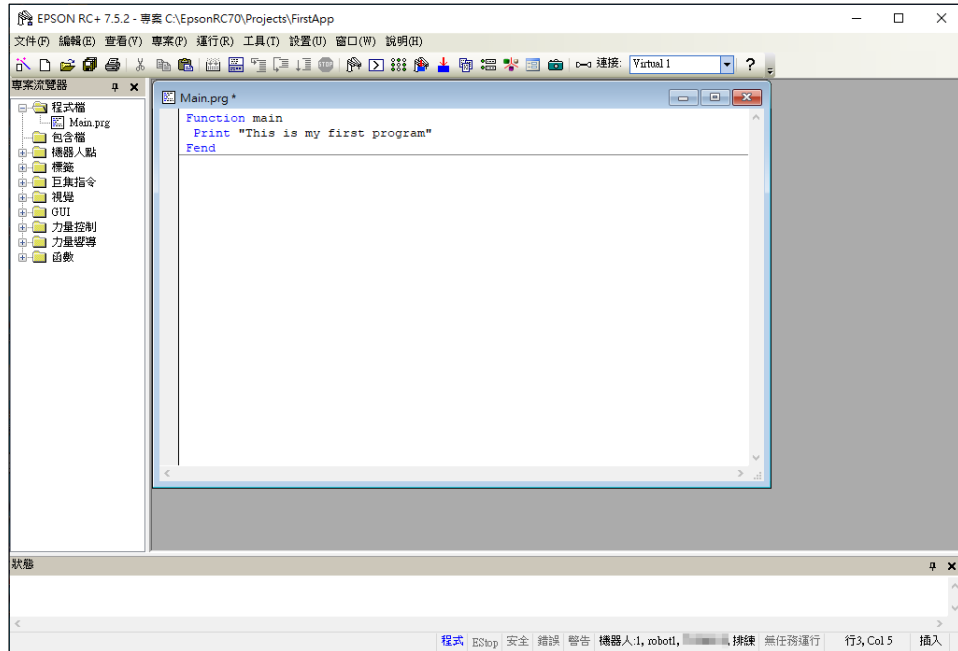 EPSON RC+ 7.5.2 - 專案 C:\EpsonRC70\Projects\FirstApp
文件(F) 編輯(E) 查看(V) 專案(P) 運行(R) 工具(T) 設置(U) 窗口(W) 說明(H)
連接: Virtual 1
專案流覽器
程式檔
Main.prg
包含檔
機器人點
標籤
巨集指令
視覺
GUI
力量控制
力量嚮導
函數
Main.prg *
Function main
Print "This is my first program"
Fend
狀態
程式 EStop 安全 錯誤 警告 機器人:1, robot1, 排練 無任務運行 行3, Col 5 插入